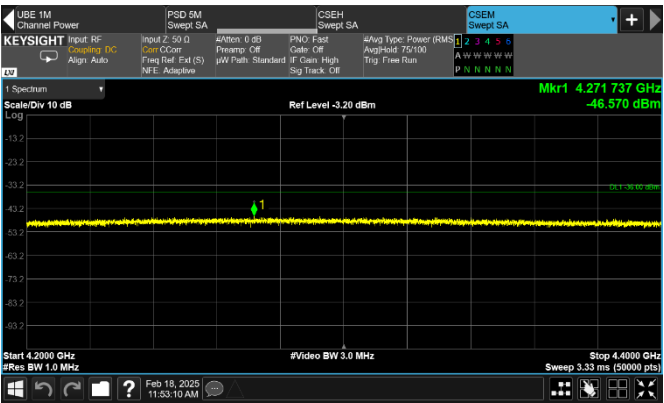 UBE 1M
Channel Power
PSD 5M
Swept SA
CSEH
Swept SA
CSEM
Swept SA
KEYSIGHT
Input: RF
Coupling: DC
Align: Auto
Input Z: 50 Ω
Corr CCorr
Freq Ref: Ext (S)
NFE: Adaptive
#Atten: 0 dB
Preamp: Off
µW Path: Standard
PNO: Fast
Gate: Off
IF Gain: High
Sig Track: Off
#Avg Type: Power (RMS)
Avg|Hold: 75/100
Trig: Free Run
1 2 3 4 5 6
A W W W W W
P N N N N N
LXI
1 Spectrum
Mkr1 4.271 737 GHz
Scale/Div 10 dB
Ref Level -3.20 dBm
-46.570 dBm
Log
-13.2
-23.2
-33.2
DL1 -36.00 dBm
-43.2
1
-53.2
-63.2
-73.2
-83.2
-93.2
Start 4.2000 GHz
#Video BW 3.0 MHz
Stop 4.4000 GHz
#Res BW 1.0 MHz
Sweep 3.33 ms (50000 pts)
?
Feb 18, 2025
11:53:10 AM